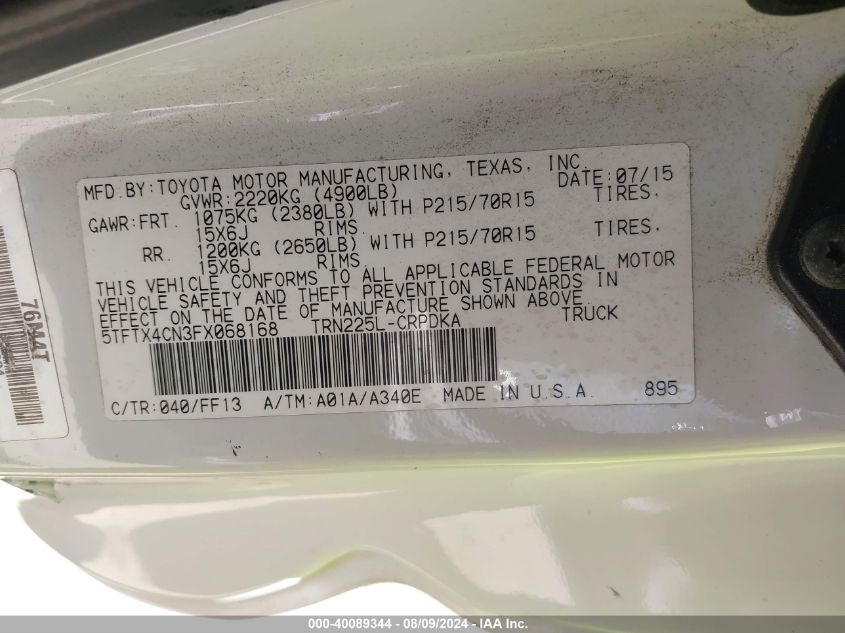 MFD.BY:TOYOTA MOTOR MANUFACTURING, TEXAS, INC.
GVWR:2220KG (4900LB) DATE:07/15
GAWR:FRT. 1075KG (2380LB) WITH P215/70R15 TIRES.
15X6J RIMS.
RR. 1200KG (2650LB) WITH P215/70R15 TIRES.
15X6J RIMS.
THIS VEHICLE CONFORMS TO ALL APPLICABLE FEDERAL MOTOR
VEHICLE SAFETY AND THEFT PREVENTION STANDARDS IN
EFFECT ON THE DATE OF MANUFACTURE SHOWN ABOVE.
5TFTX4CN3FX068168 TRN225L-CRPDKA TRUCK
C/TR:040/FF13 A/TM:A01A/A340E MADE IN U.S.A. 895
76M4T
000-40089344 - 08/09/2024 - IAA Inc.